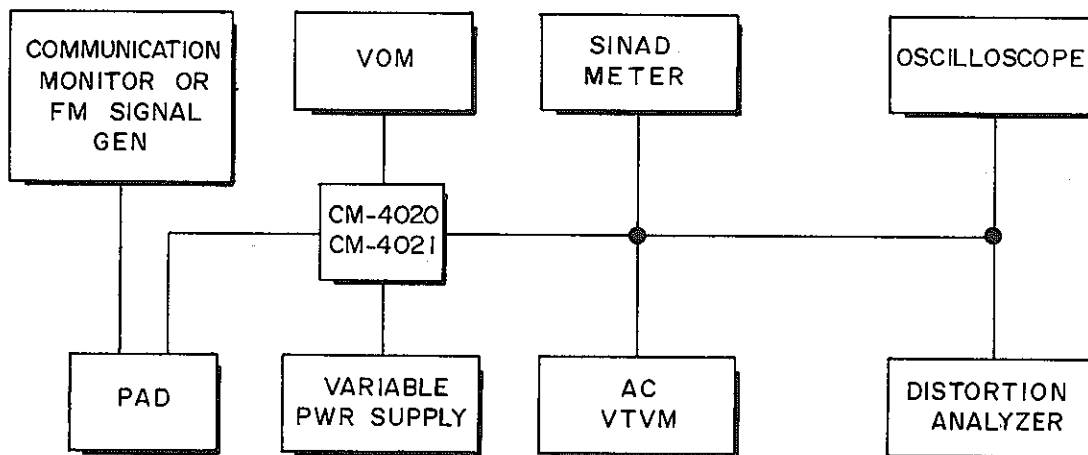 COMMUNICATION
MONITOR OR
FM SIGNAL
GEN
VOM
SINAD
METER
OSCILLOSCOPE
CM-4020
CM-4021
PAD
VARIABLE
PWR SUPPLY
AC
VTVM
DISTORTION
ANALYZER